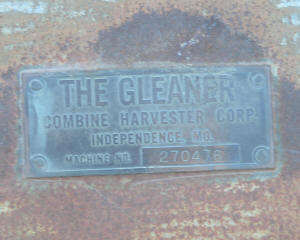 THE GLEANER
COMBINE HARVESTER CORP.
INDEPENDENCE, MO.
MACHINE NO. 270476